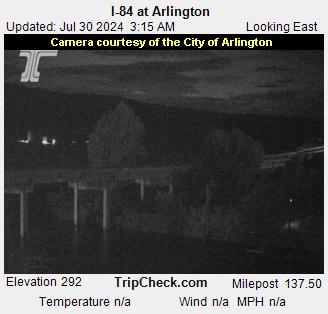 I-84 at Arlington
Updated: Jul 30 2024 3:15 AM Looking East
Camera courtesy of the City of Arlington
Elevation 292 TripCheck.com Milepost 137.50
Temperature n/a Wind n/a MPH n/a